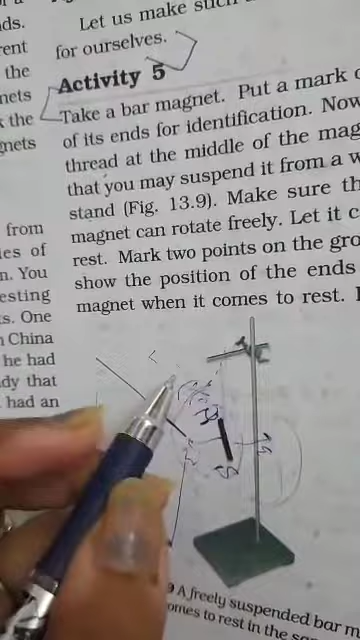 ds.
Let us make such
rent
for ourselves.
the
nets
Activity 5
the
Take a bar magnet. Put a mark
gnets
of its ends for identification. Now
thread at the middle of the mag
that you may suspend it from a w
stand (Fig. 13.9). Make sure th
from
magnet can rotate freely. Let it c
es of
rest. Mark two points on the gro
n. You
show the position of the ends
esting
magnet when it comes to rest.
s. One
China
he had
dy that
had an
N
S
9 A freely suspended bar m
omes to rest in the sa